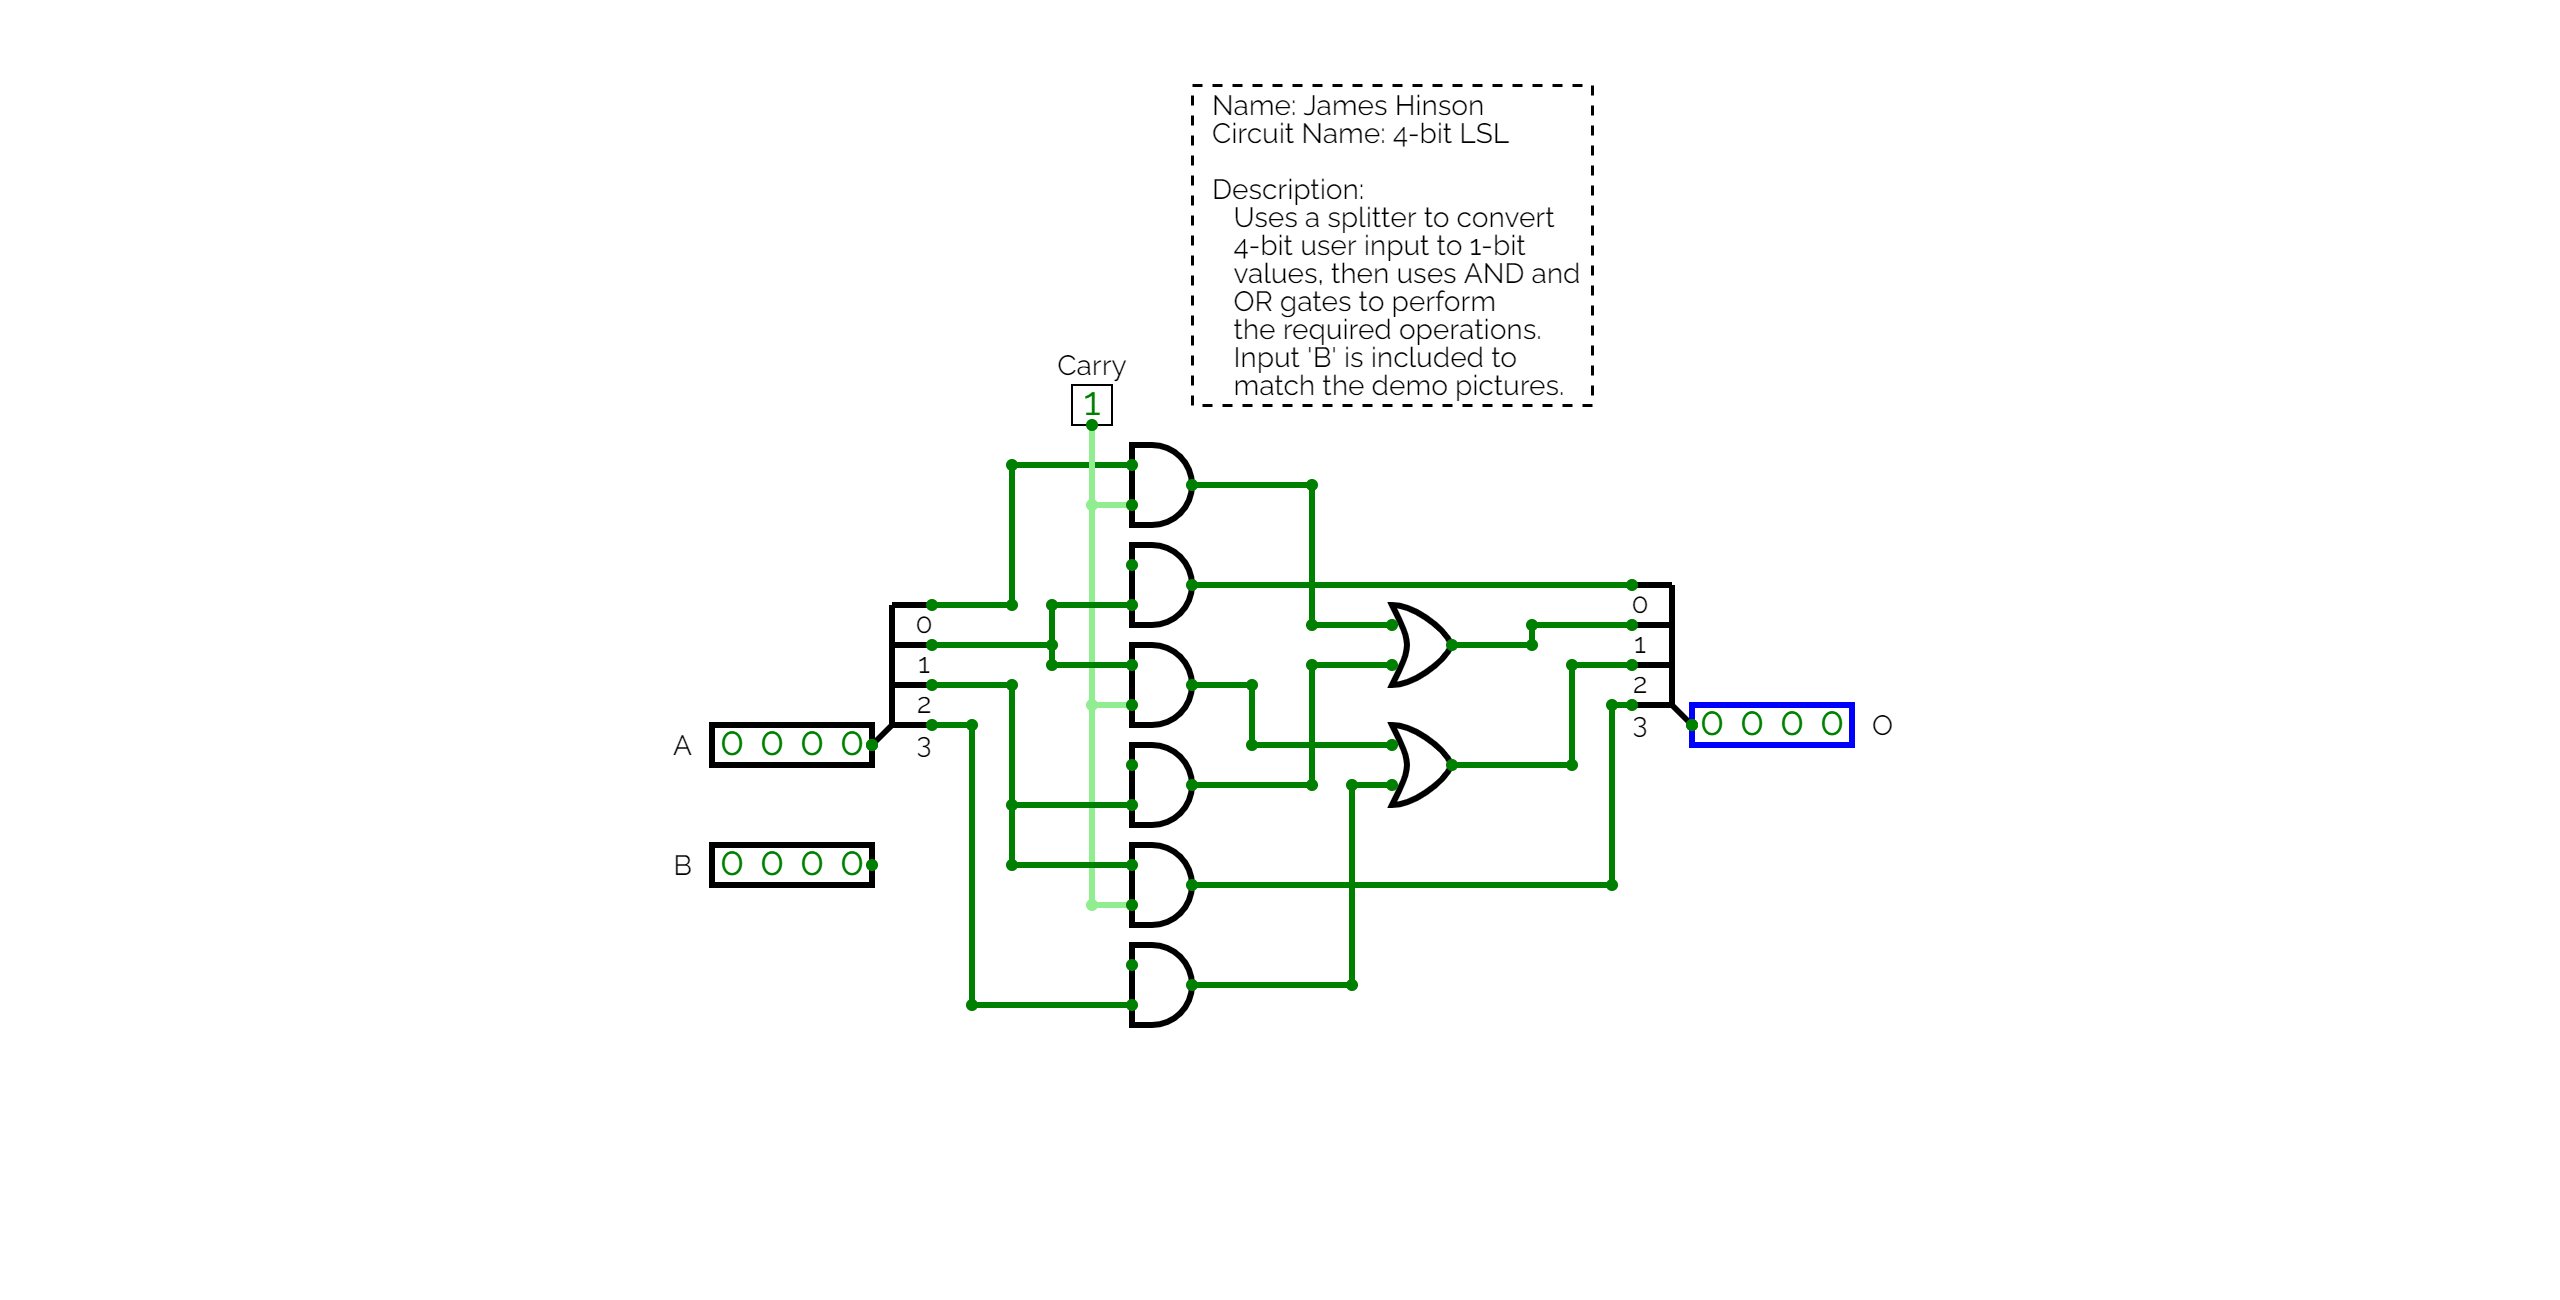 Name: James Hinson
Circuit Name: 4-bit LSL
Description:
Uses a splitter to convert
4-bit user input to 1-bit
values, then uses AND and
OR gates to perform
the required operations.
Input 'B' is included to
match the demo pictures.
Carry
1
0
1
2
3
A 0 0 0 0
B 0 0 0 0
0
1
2
3
0 0 0 0 O